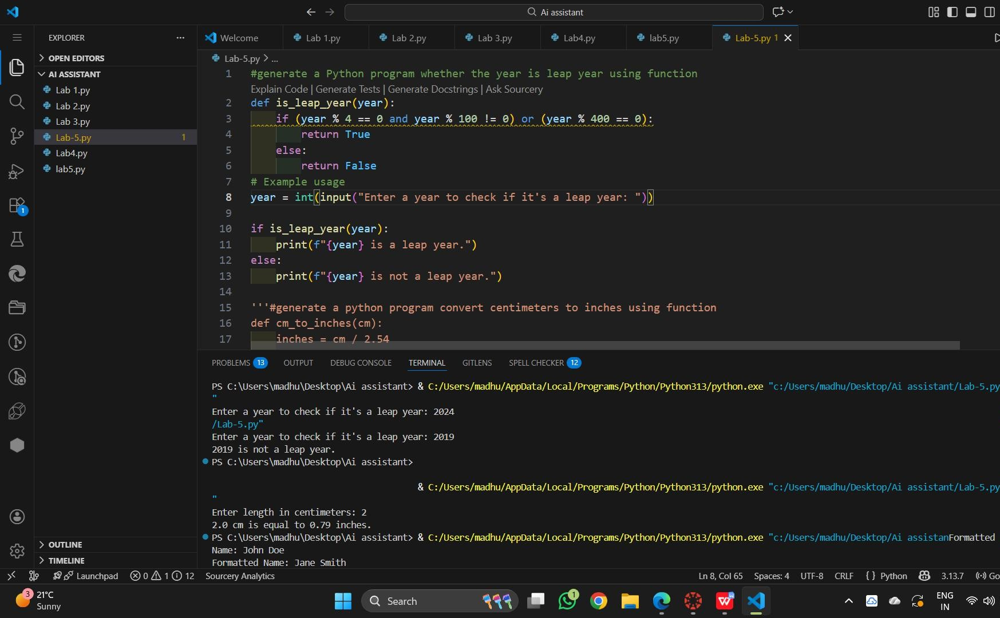 Ai assistant
EXPLORER
OPEN EDITORS
AI ASSISTANT
Lab 1.py
Lab 2.py
Lab 3.py
Lab-5.py 1
Lab4.py
lab5.py
OUTLINE
TIMELINE
Welcome Lab 1.py Lab 2.py Lab 3.py Lab4.py lab5.py Lab-5.py 1
Lab-5.py > ...
1 #generate a Python program whether the year is leap year using function
Explain Code | Generate Tests | Generate Docstrings | Ask Sourcery
2 def is_leap_year(year):
3 if (year % 4 == 0 and year % 100 != 0) or (year % 400 == 0):
4 return True
5 else:
6 return False
7 # Example usage
8 year = int(input("Enter a year to check if it's a leap year: "))
9
10 if is_leap_year(year):
11 print(f"{year} is a leap year.")
12 else:
13 print(f"{year} is not a leap year.")
14
15 '''#generate a python program convert centimeters to inches using function
16 def cm_to_inches(cm):
17 inches = cm / 2.54
PROBLEMS 13 OUTPUT DEBUG CONSOLE TERMINAL GITLENS SPELL CHECKER 12
PS C:\Users\madhu\Desktop\Ai assistant> & C:/Users/madhu/AppData/Local/Programs/Python/Python313/python.exe "c:/Users/madhu/Desktop/Ai assistant/Lab-5.py
"
Enter a year to check if it's a leap year: 2024
/Lab-5.py"
Enter a year to check if it's a leap year: 2019
2019 is not a leap year.
PS C:\Users\madhu\Desktop\Ai assistant>
& C:/Users/madhu/AppData/Local/Programs/Python/Python313/python.exe "c:/Users/madhu/Desktop/Ai assistant/Lab-5.py
"
Enter length in centimeters: 2
2.0 cm is equal to 0.79 inches.
PS C:\Users\madhu\Desktop\Ai assistant> & C:/Users/madhu/AppData/Local/Programs/Python/Python313/python.exe "c:/Users/madhu/Desktop/Ai assistanFormatted
Name: John Doe
Formatted Name: Jane Smith
1
Launchpad 0 1 12 Sourcery Analytics Ln 8, Col 65 Spaces: 4 UTF-8 CRLF {} Python 3.13.7 Go
3 21°C
Sunny
Search
1
W
ENG
IN